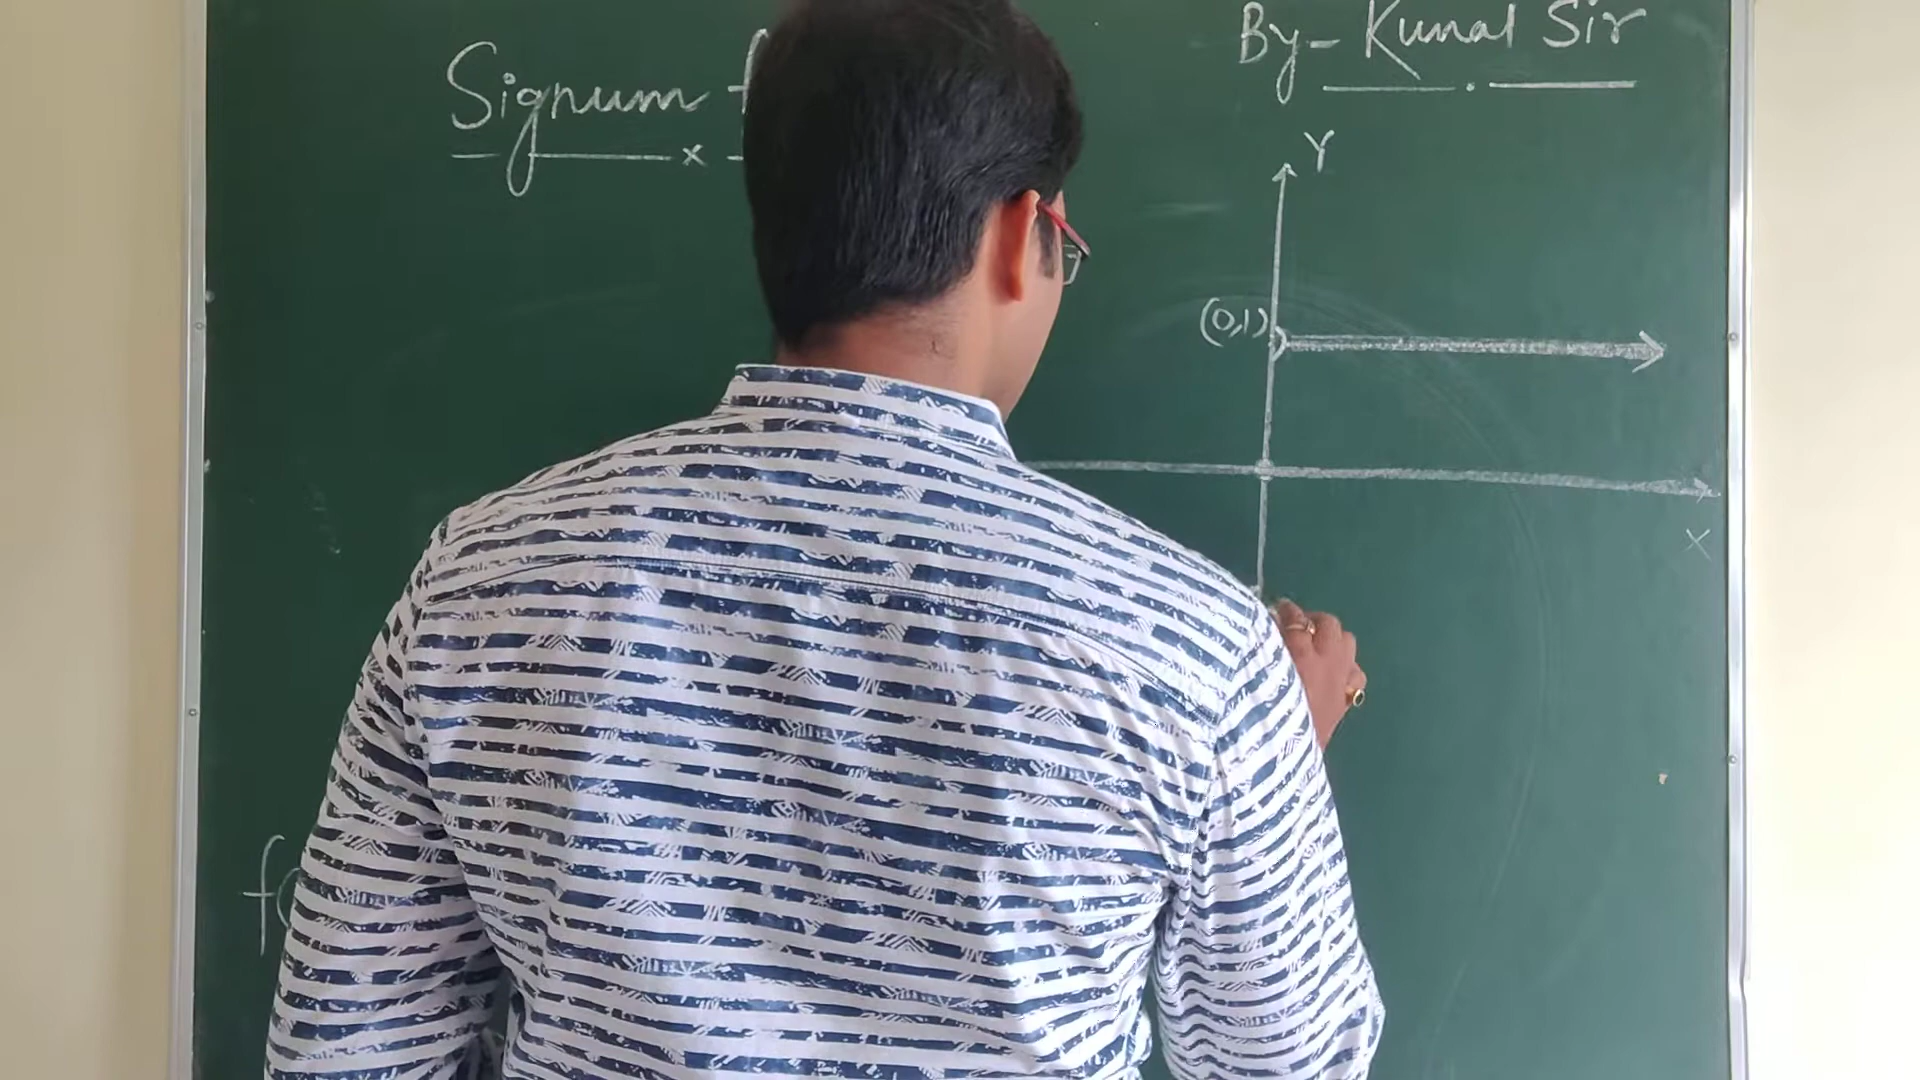 Signum f
By- Kunal Sir
Y
(0,1)
X
f(